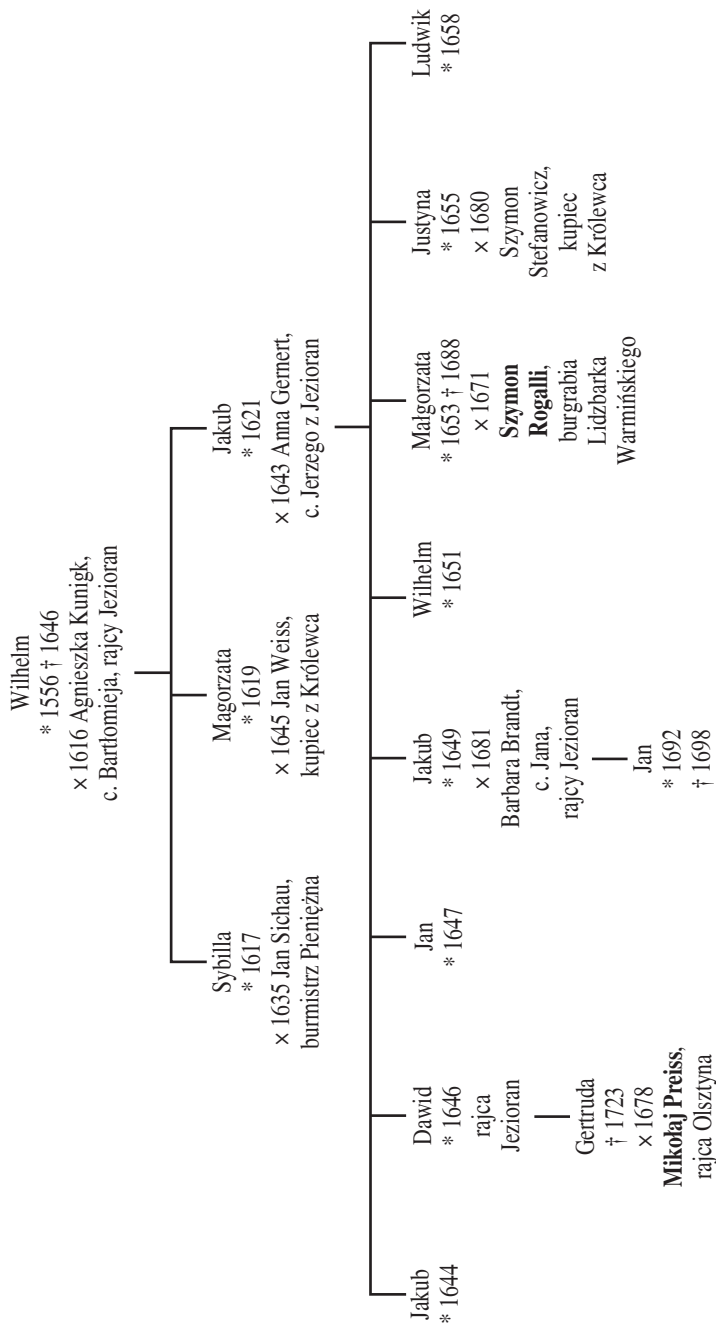 Wilhelm
* 1556 † 1646
× 1616 Agnieszka Kunigk,
c. Bartłomieja, rajcy Jezioran
Sybilla
* 1617
× 1635 Jan Sichau,
burmistrz Pieniężna
Magorzata
* 1619
× 1645 Jan Weiss,
kupiec z Królewca
Jakub
* 1621
× 1643 Anna Gernert,
c. Jerzego z Jezioran
Jakub
* 1644
Dawid
* 1646
rajca
Jezioran
Gertruda
† 1723
× 1678
Mikołaj Preiss,
rajca Olsztyna
Jan
* 1647
Jakub
* 1649
× 1681
Barbara Brandt,
c. Jana,
rajcy Jezioran
Jan
* 1692
† 1698
Wilhelm
* 1651
Małgorzata
* 1653 † 1688
× 1671
Szymon
Rogalli,
burgrabia
Lidzbarka
Warmińskiego
Justyna
* 1655
× 1680
Szymon
Stefanowicz,
kupiec
z Królewca
Ludwik
* 1658